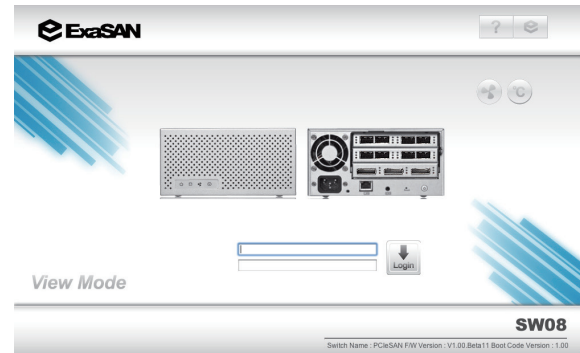 ExaSAN
?
°C
Login
View Mode
SW08
Switch Name : PCIeSAN F/W Version : V1.00.Beta11 Boot Code Version : 1.00